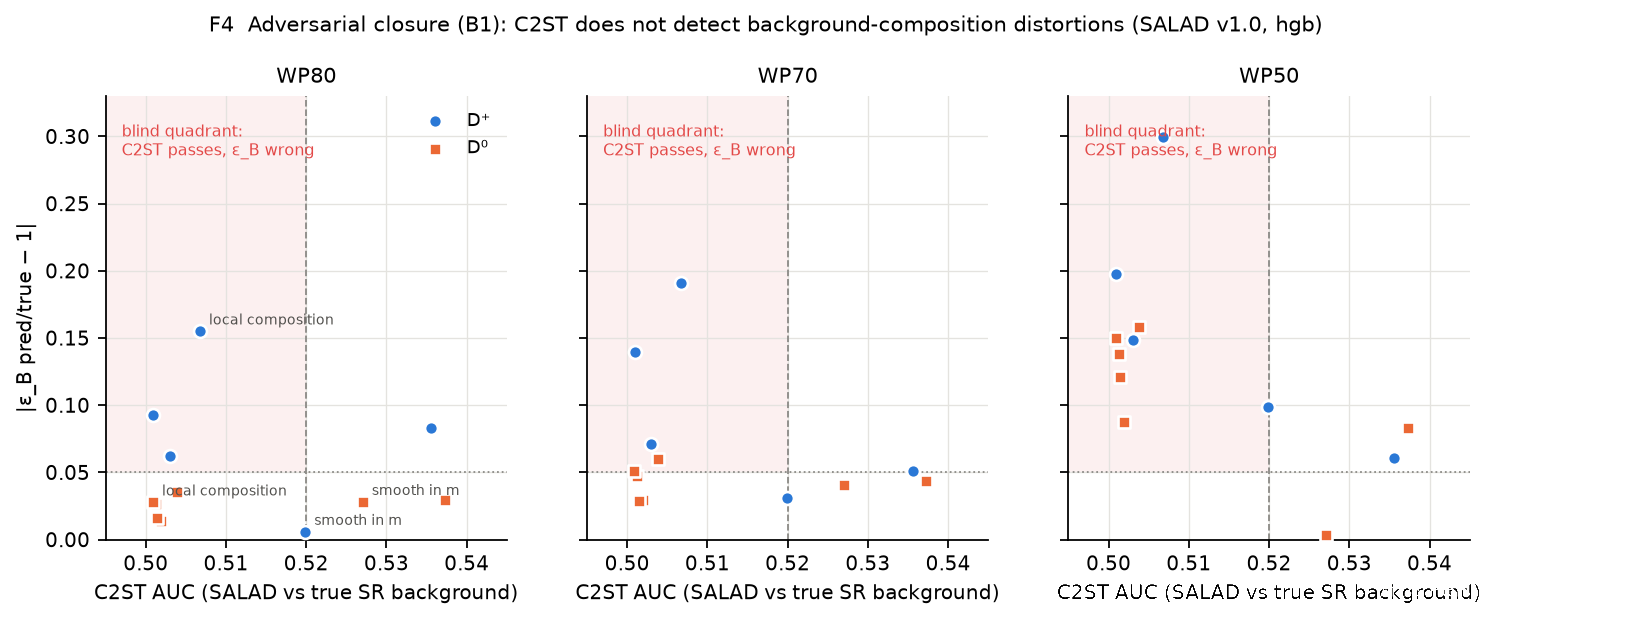 F4 Adversarial closure (B1): C2ST does not detect background-composition distortions (SALAD v1.0, hgb)
WP80
WP70
WP50
|ε_B pred/true − 1|
0.30
0.25
0.20
0.15
0.10
0.05
0.00
blind quadrant:
C2ST passes, ε_B wrong
D⁺
D⁰
local composition
local composition
smooth in m
smooth in m
blind quadrant:
C2ST passes, ε_B wrong
blind quadrant:
C2ST passes, ε_B wrong
0.50 0.51 0.52 0.53 0.54
0.50 0.51 0.52 0.53 0.54
0.50 0.51 0.52 0.53 0.54
C2ST AUC (SALAD vs true SR background)
C2ST AUC (SALAD vs true SR background)
C2ST AUC (SALAD vs true SR background)